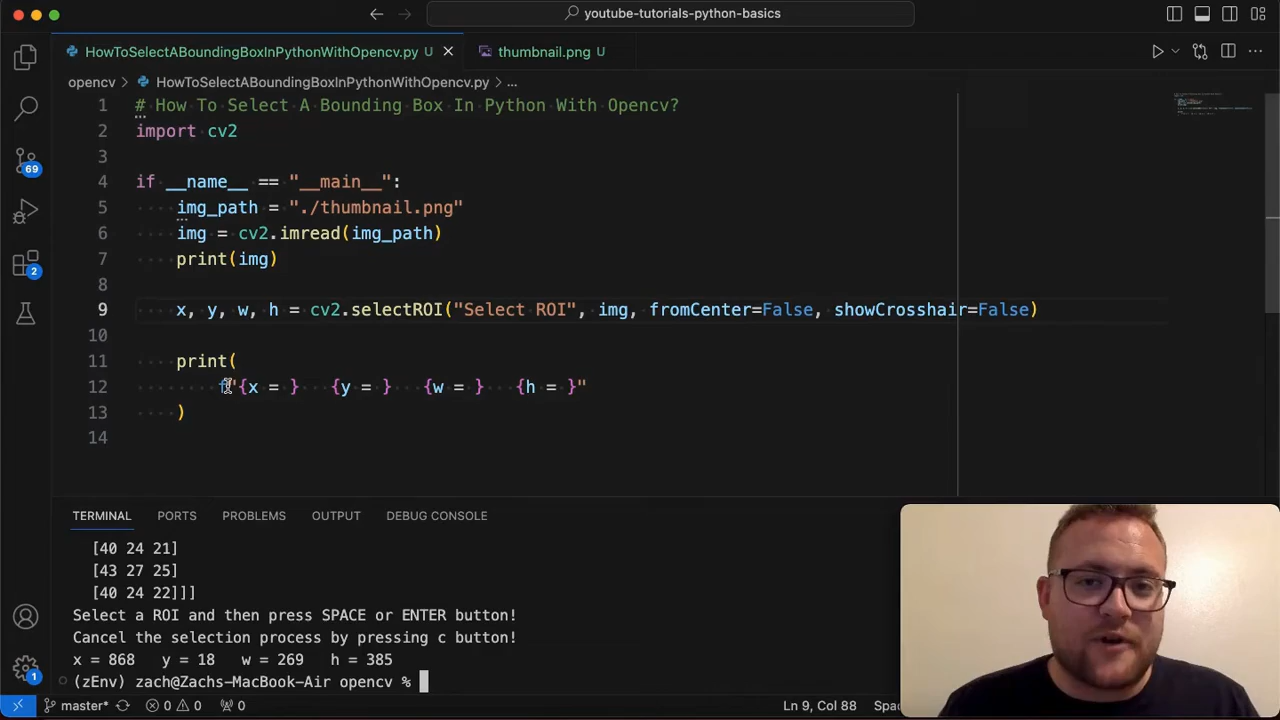 youtube-tutorials-python-basics
HowToSelectABoundingBoxInPythonWithOpencv.py U
thumbnail.png U
opencv > HowToSelectABoundingBoxInPythonWithOpencv.py > ...
1 # How To Select A Bounding Box In Python With Opencv?
2 import cv2
3
4 if __name__ == "__main__":
5 img_path = "./thumbnail.png"
6 img = cv2.imread(img_path)
7 print(img)
8
9 x, y, w, h = cv2.selectROI("Select ROI", img, fromCenter=False, showCrosshair=False)
10
11 print(
12 f"{x = } {y = } {w = } {h = }"
13 )
14
69
2
TERMINAL PORTS PROBLEMS OUTPUT DEBUG CONSOLE
[40 24 21]
[43 27 25]
[40 24 22]]]
Select a ROI and then press SPACE or ENTER button!
Cancel the selection process by pressing c button!
x = 868 y = 18 w = 269 h = 385
(zEnv) zach@Zachs-MacBook-Air opencv %
1
master* 0 0 0 Ln 9, Col 88